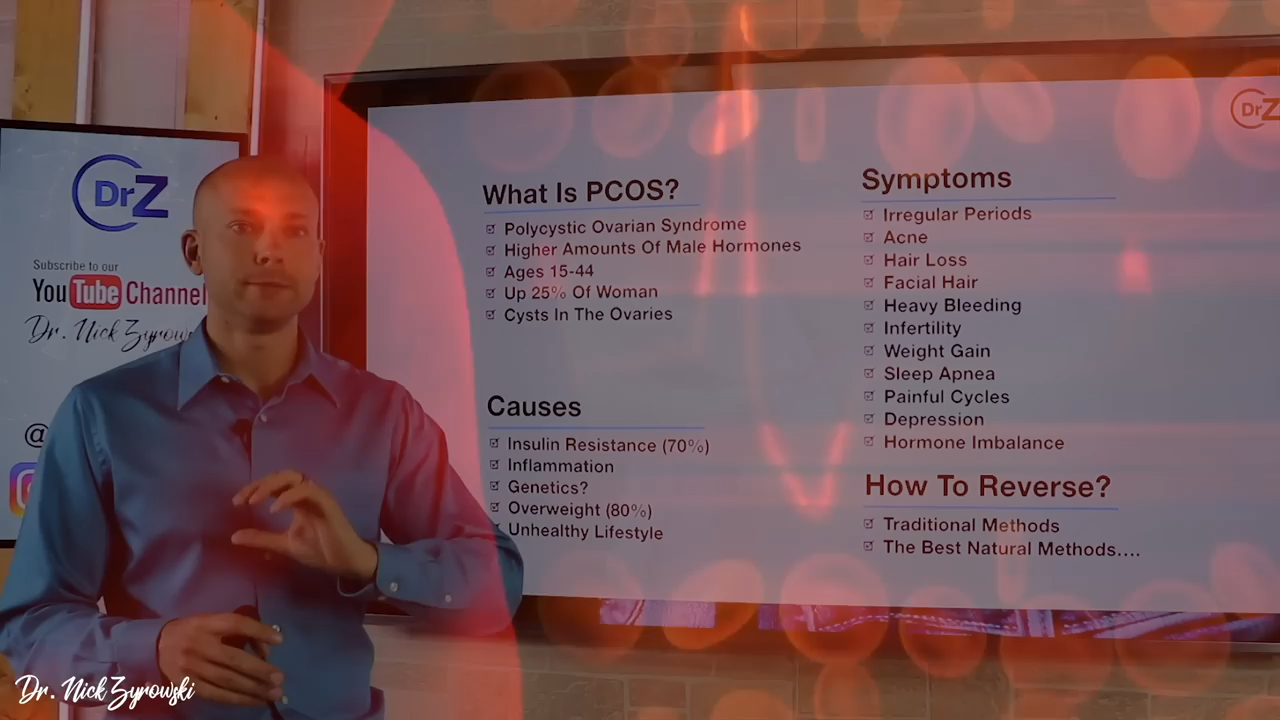 DrZ
Subscribe to our
YouTube Channel
Dr. Nick Zyrow
@
DrZ
What Is PCOS?
Polycystic Ovarian Syndrome
Higher Amounts Of Male Hormones
Ages 15-44
Up 25% Of Woman
Cysts In The Ovaries
Causes
Insulin Resistance (70%)
Inflammation
Genetics?
Overweight (80%)
Unhealthy Lifestyle
Symptoms
Irregular Periods
Acne
Hair Loss
Facial Hair
Heavy Bleeding
Infertility
Weight Gain
Sleep Apnea
Painful Cycles
Depression
Hormone Imbalance
How To Reverse?
Traditional Methods
The Best Natural Methods....
Dr. Nick Zyrowski